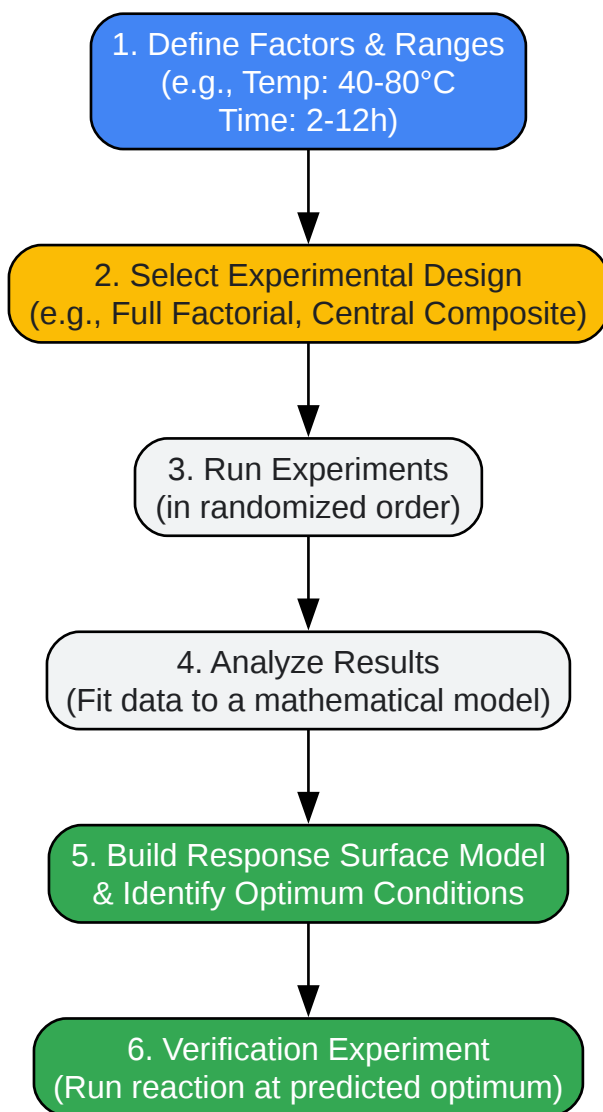 1. Define Factors & Ranges
(e.g., Temp: 40-80°C
Time: 2-12h)
2. Select Experimental Design
(e.g., Full Factorial, Central Composite)
3. Run Experiments
(in randomized order)
4. Analyze Results
(Fit data to a mathematical model)
5. Build Response Surface Model
& Identify Optimum Conditions
6. Verification Experiment
(Run reaction at predicted optimum)